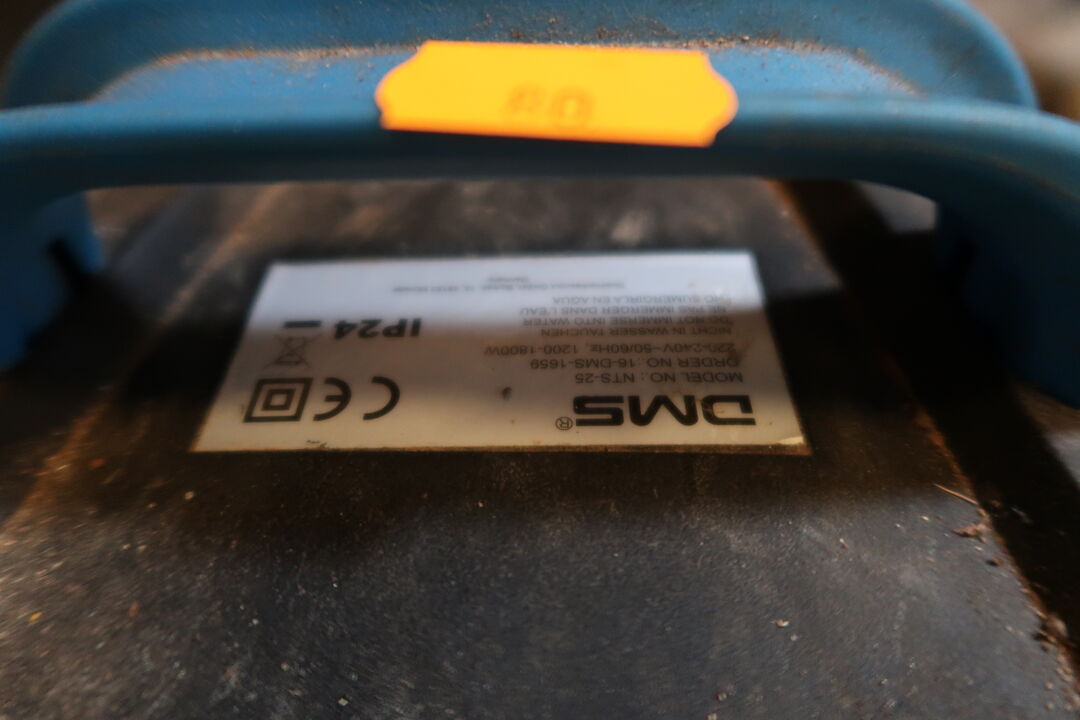 DMS®
MODEL NO.: NTS-25
ORDER NO.: 16-DMS-1659
220-240V~50/60Hz, 1200-1800W
NICHT IN WASSER TAUCHEN
DO NOT IMMERSE INTO WATER
NE PAS IMMERGER DANS L'EAU
NO SUMERGIRLA EN AGUA
CE
IP24